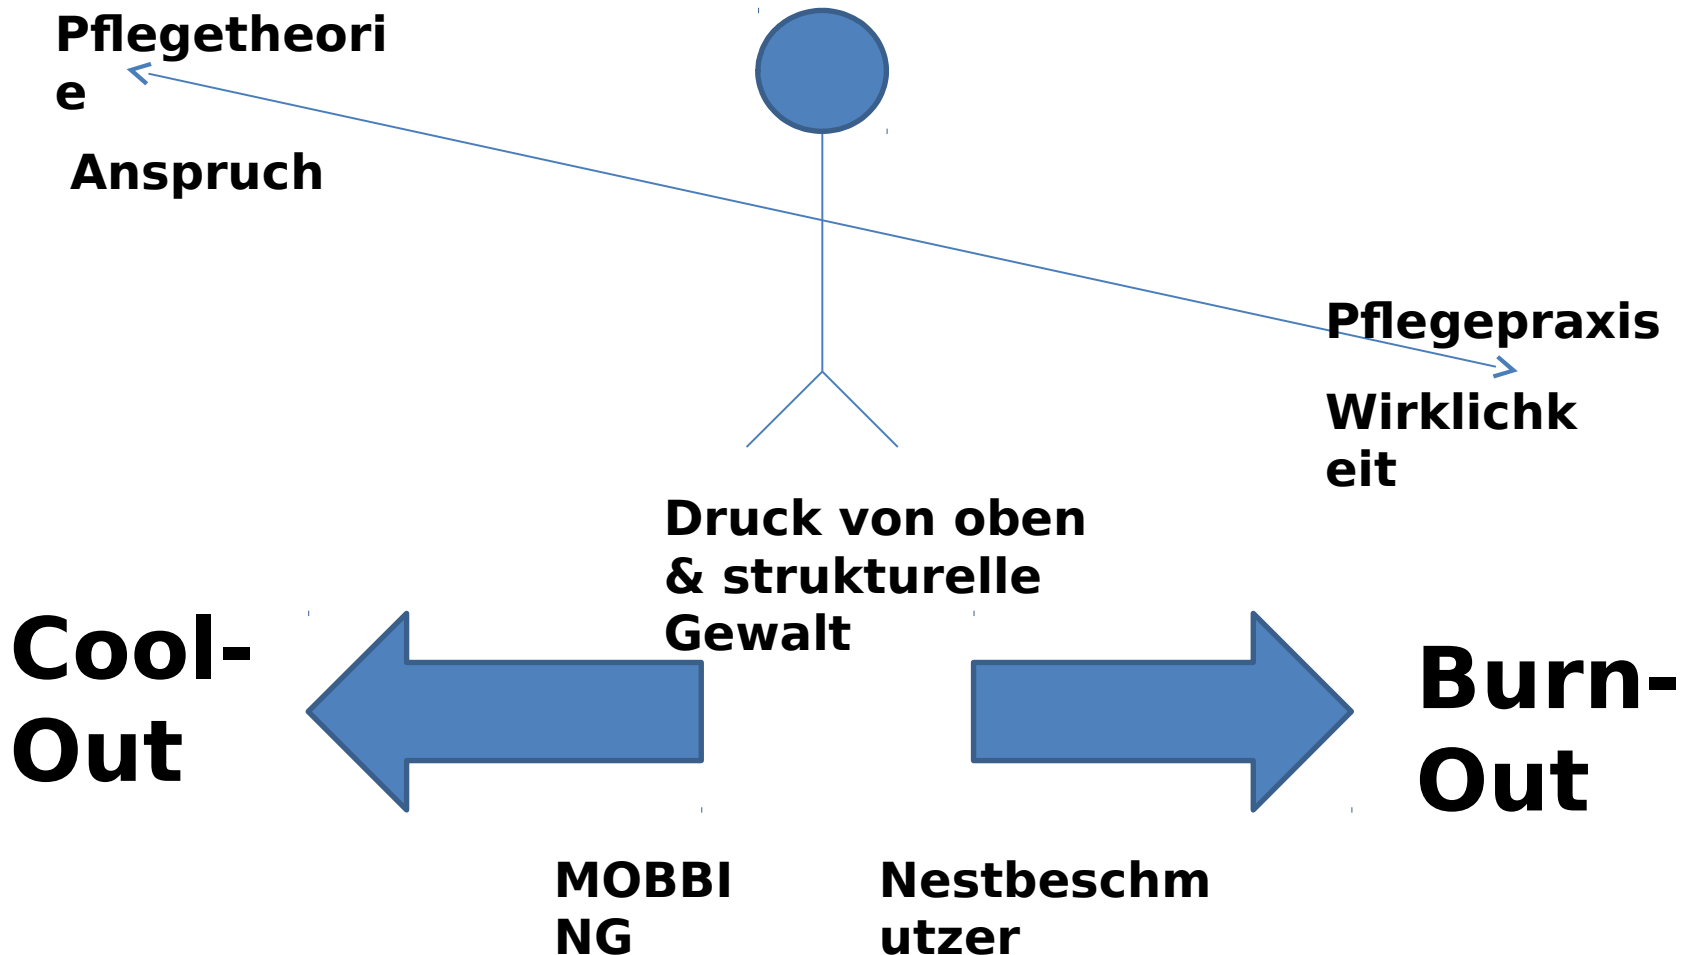 Pflegetheori
e
Anspruch
Pflegepraxis
Wirklichk
eit
Druck von oben
& strukturelle
Gewalt
Cool-
Out
Burn-
Out
MOBBI
NG
Nestbeschm
utzer